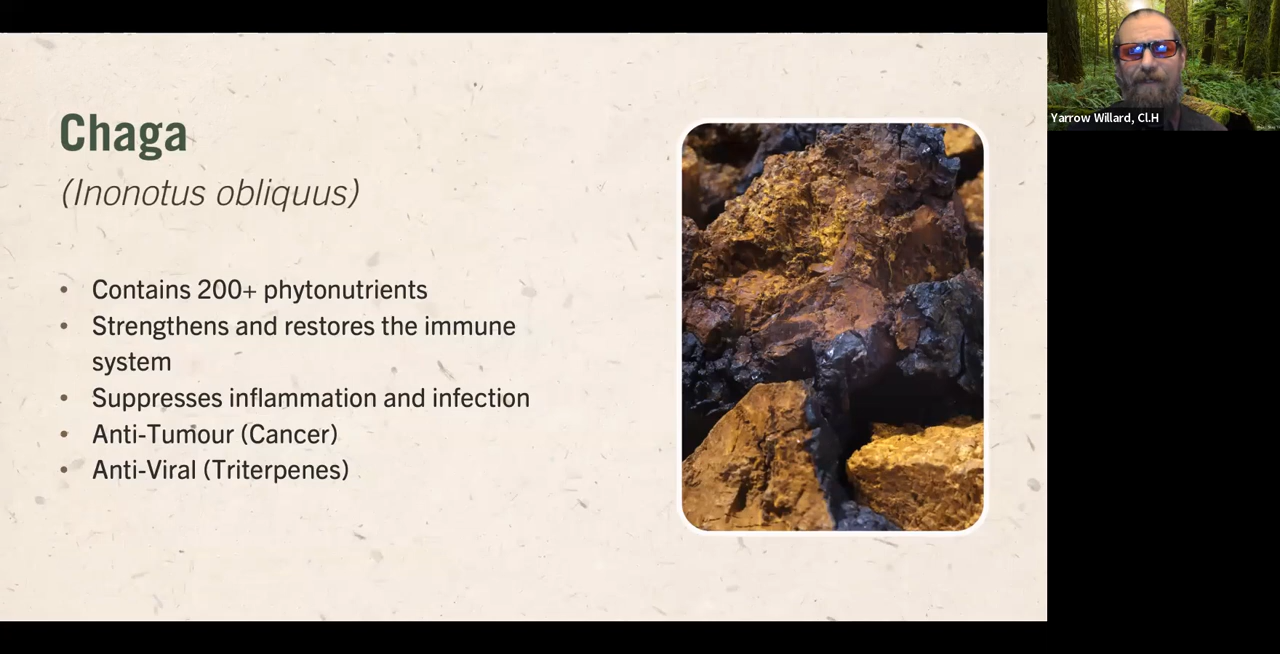 Chaga
(Inonotus obliquus)
• Contains 200+ phytonutrients
• Strengthens and restores the immune
system
• Suppresses inflammation and infection
• Anti-Tumour (Cancer)
• Anti-Viral (Triterpenes)
Yarrow Willard, Cl.H